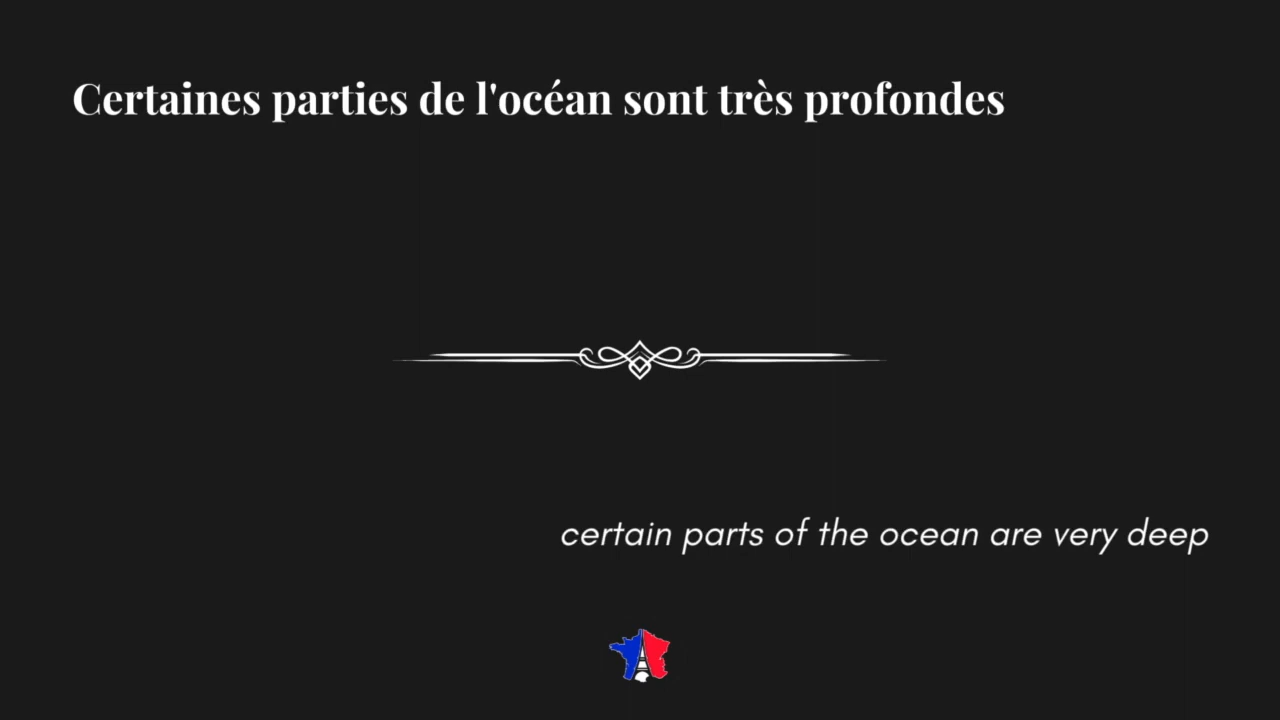 Certaines parties de l'océan sont très profondes
certain parts of the ocean are very deep